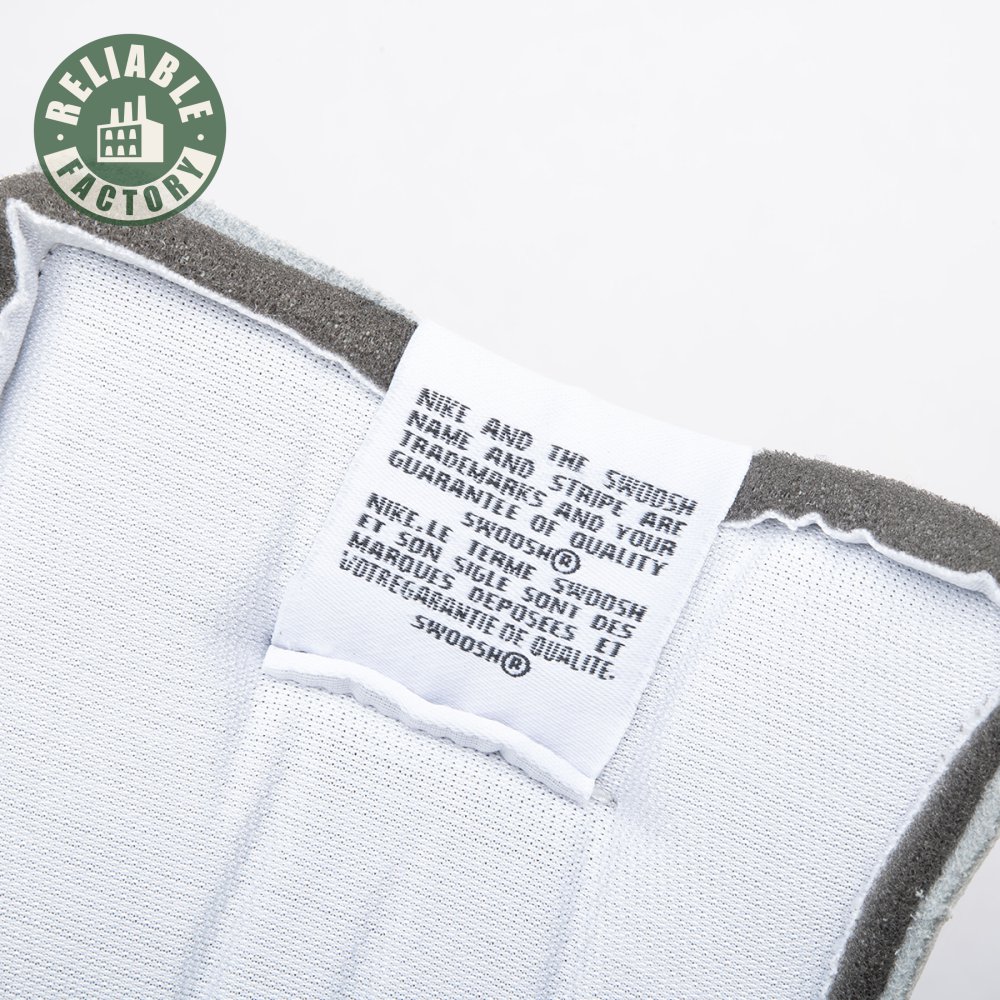 RELIABLE
FACTORY
NIKE AND THE SWOOSH
NAME AND STRIPE ARE
TRADEMARKS AND YOUR
GUARANTEE OF QUALITY
SWOOSH®
NIKE.LE TERME SWOOSH
ET SON SIGLE SONT DES
MARQUES DEPOSEES ET
VOTREGARANTIE DE QUALITE.
SWOOSH®